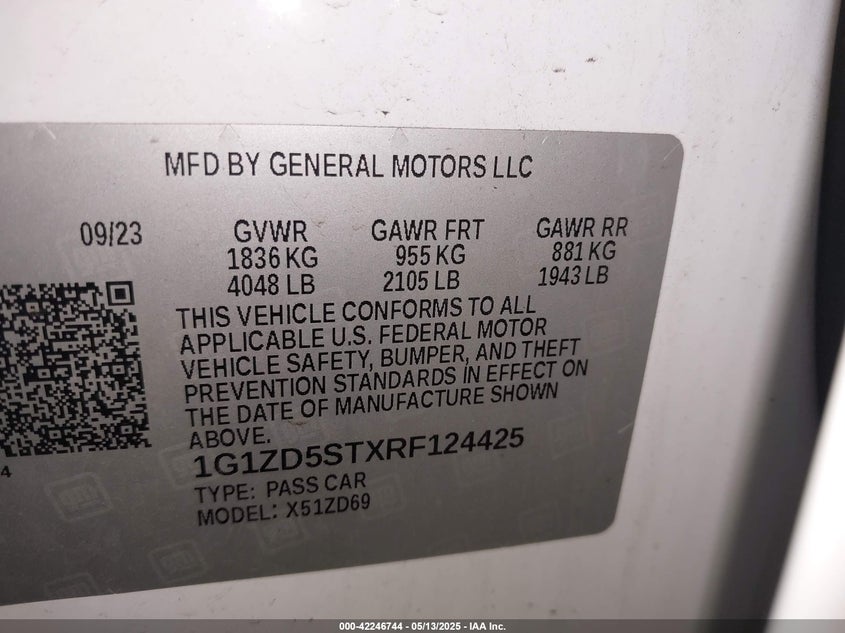 MFD BY GENERAL MOTORS LLC
09/23 GVWR GAWR FRT GAWR RR
1836 KG 955 KG 881 KG
4048 LB 2105 LB 1943 LB
THIS VEHICLE CONFORMS TO ALL
APPLICABLE U.S. FEDERAL MOTOR
VEHICLE SAFETY, BUMPER, AND THEFT
PREVENTION STANDARDS IN EFFECT ON
THE DATE OF MANUFACTURE SHOWN
ABOVE.
1G1ZD5STXRF124425
4
TYPE: PASS CAR
MODEL: X51ZD69
000-42246744 - 05/13/2025 - IAA Inc.